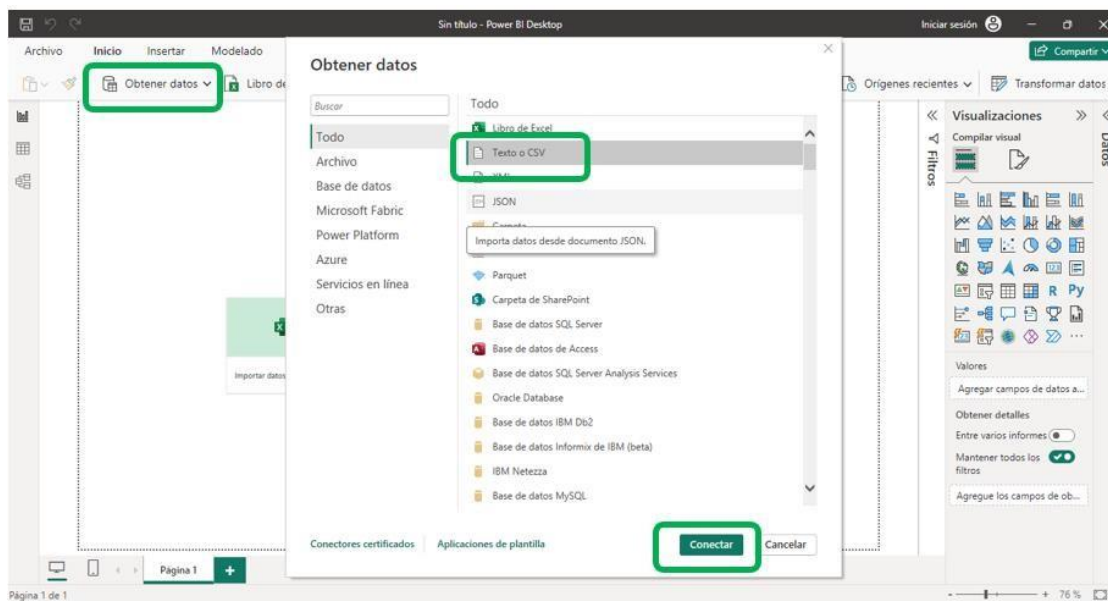 Sin título - Power BI Desktop
Iniciar sesión
Archivo
Inicio
Insertar
Modelado
Compartir
Obtener datos
Libro de
Orígenes recientes
Transformar datos
Obtener datos
Buscar
Todo
Archivo
Base de datos
Microsoft Fabric
Power Platform
Azure
Servicios en línea
Otras
Todo
Libro de Excel
Texto o CSV
XML
JSON
Carpeta
Importa datos desde documento JSON.
Parquet
Carpeta de SharePoint
Base de datos SQL Server
Base de datos de Access
Base de datos SQL Server Analysis Services
Oracle Database
Base de datos IBM Db2
Base de datos Informix de IBM (beta)
IBM Netezza
Base de datos MySQL
Conectores certificados
Aplicaciones de plantilla
Conectar
Cancelar
Importar datos
Filtros
Visualizaciones
Datos
Compilar visual
123
R
Py
Valores
Agregar campos de datos a...
Obtener detalles
Entre varios informes
Mantener todos los
filtros
Agregue los campos de ob...
Página 1
Página 1 de 1
76 %